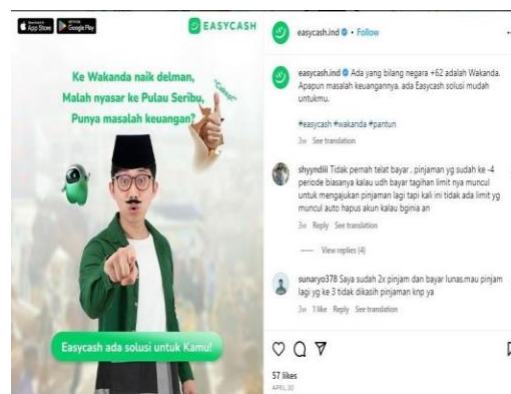 App Store
Google Play
EASYCASH
Ke Wakanda naik delman,
Malah nyasar ke Pulau Seribu,
Punya masalah keuangan?
"Cakep!"
Easycash ada solusi untuk Kamu!
easycash.ind • Follow
easycash.ind Ada yang bilang negara +62 adalah Wakanda.
Apapun masalah keuangannya, ada Easycash solusi mudah
untukmu.
#easycash #wakanda #pantun
3w See translation
shyyndiii Tidak pernah telat bayar , pinjaman yg sudah ke -4
periode biasanya kalau udh bayar tagihan limit nya muncul
untuk mengajukan pinjaman lagi tapi kali ini tidak ada limit yg
muncul auto hapus akun kalau bginia an
3w Reply See translation
View replies (4)
sunaryo378 Saya sudah 2x pinjam dan bayar lunas.mau pinjam
lagi yg ke 3 tidak dikasih pinjaman knp ya
3w 1 like Reply See translation
57 likes
APRIL 20